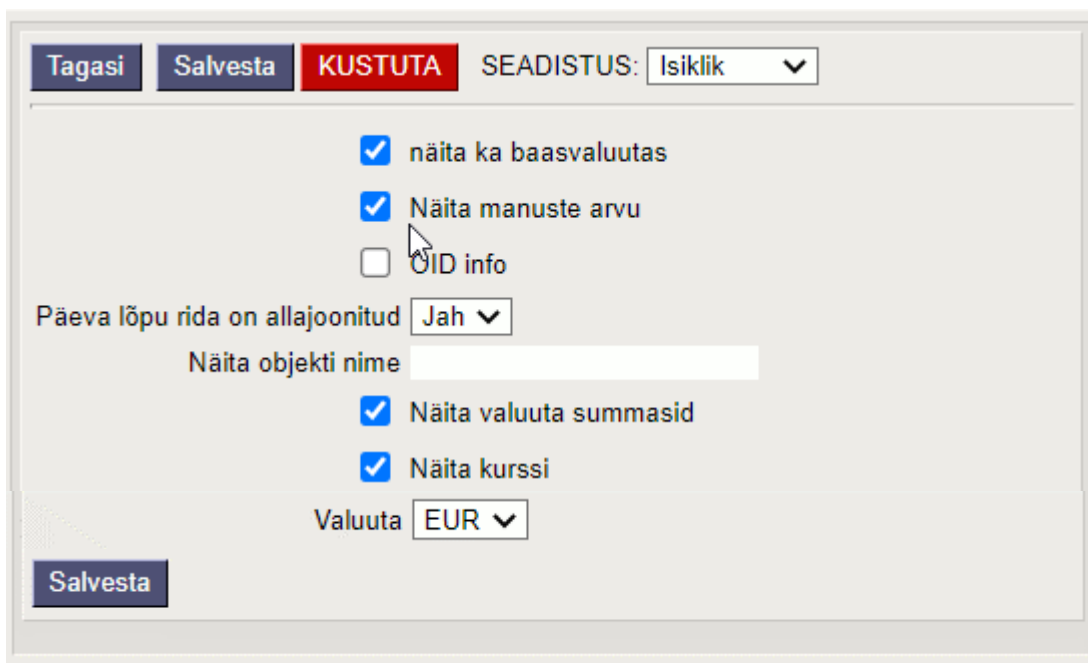 Tagasi Salvesta KUSTUTA SEADISTUS: Isiklik
näita ka baasvaluutas
Näita manuste arvu
OID info
Päeva lõpu rida on allajoonitud Jah
Näita objekti nime
Näita valuuta summasid
Näita kurssi
Valuuta EUR
Salvesta